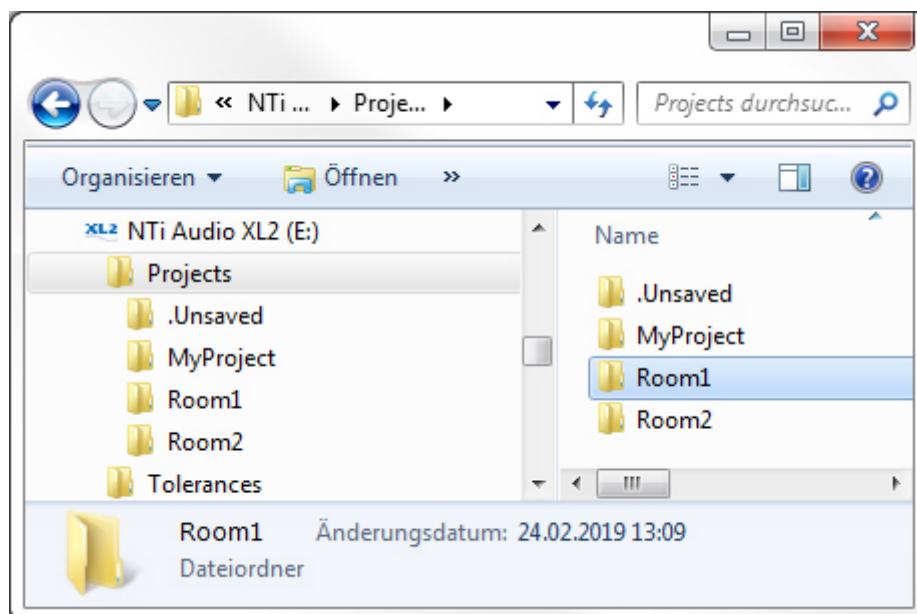 « NTi ... Proje... Projects durchsuc...
Organisieren Öffnen »
XL2 NTi Audio XL2 (E:)
Projects
.Unsaved
MyProject
Room1
Room2
Tolerances
Name
.Unsaved
MyProject
Room1
Room2
Room1 Änderungsdatum: 24.02.2019 13:09
Dateiordner